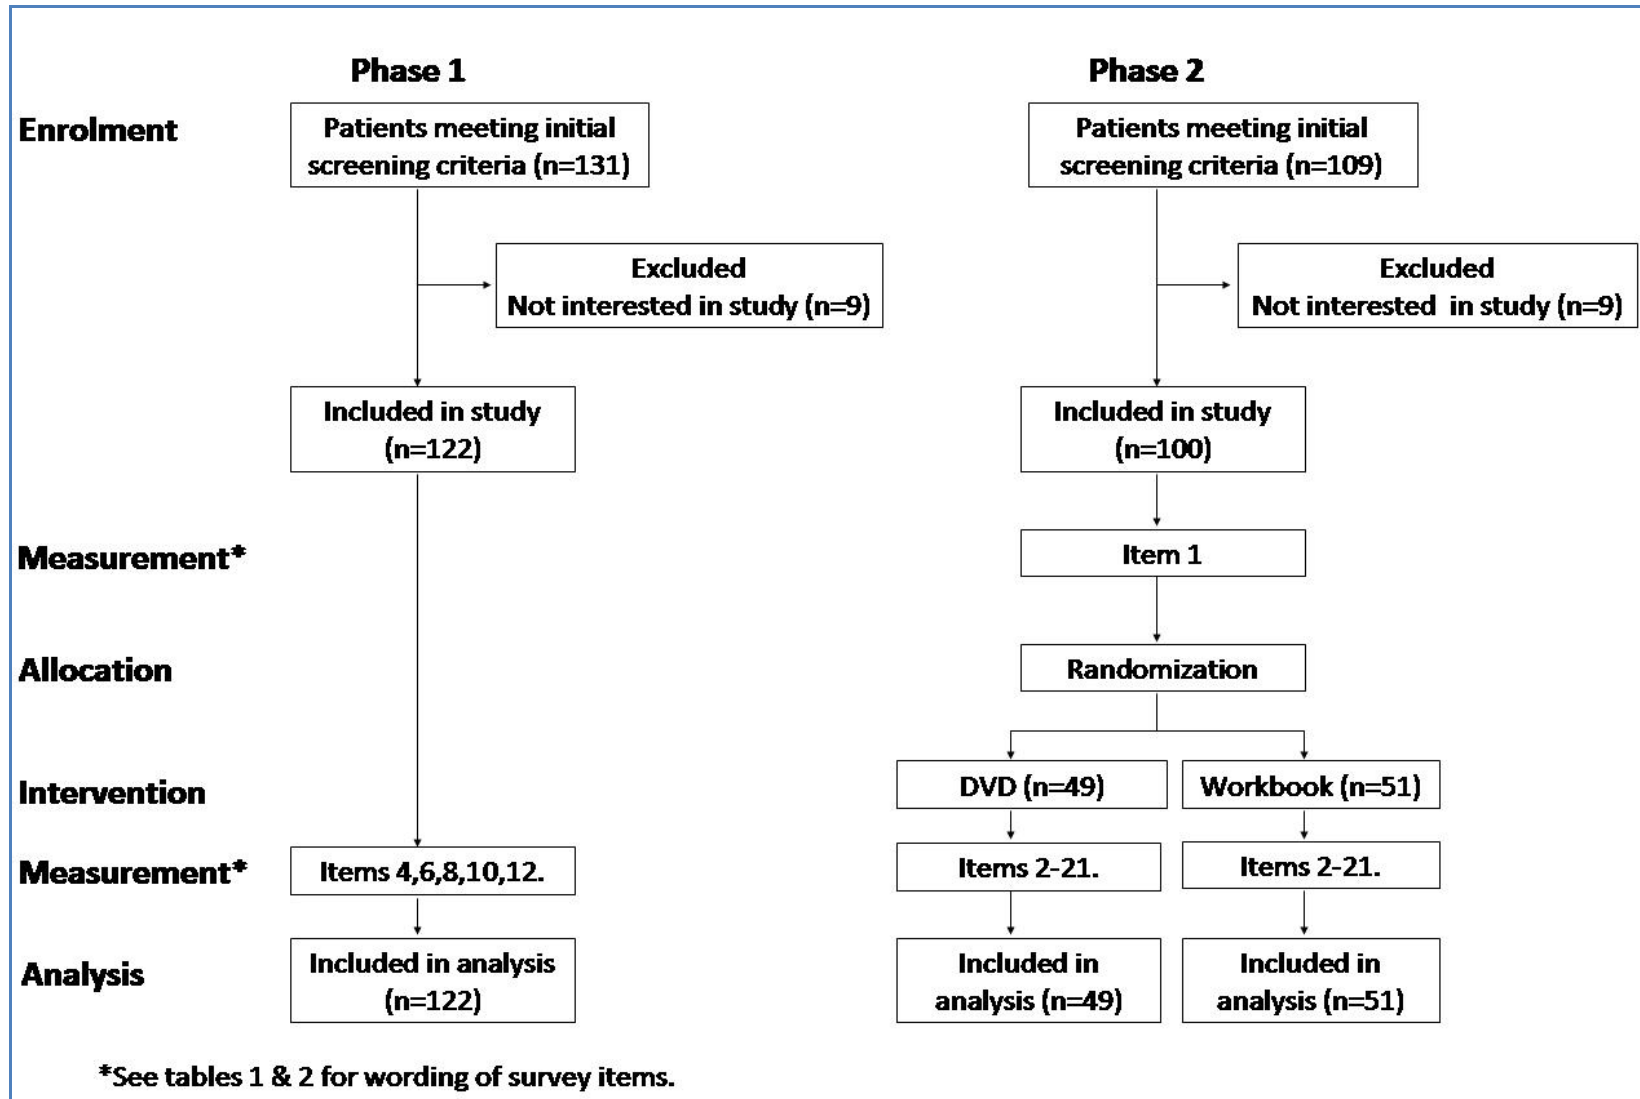 Phase 1
Phase 2
Enrolment
Patients meeting initial
screening criteria (n=131)
Patients meeting initial
screening criteria (n=109)
Excluded
Not interested in study (n=9)
Excluded
Not interested in study (n=9)
Included in study
(n=122)
Included in study
(n=100)
Measurement*
Item 1
Allocation
Randomization
Intervention
DVD (n=49)
Workbook (n=51)
Measurement*
Items 4,6,8,10,12.
Items 2-21.
Items 2-21.
Analysis
Included in analysis
(n=122)
Included in
analysis (n=49)
Included in
analysis (n=51)
*See tables 1 & 2 for wording of survey items.